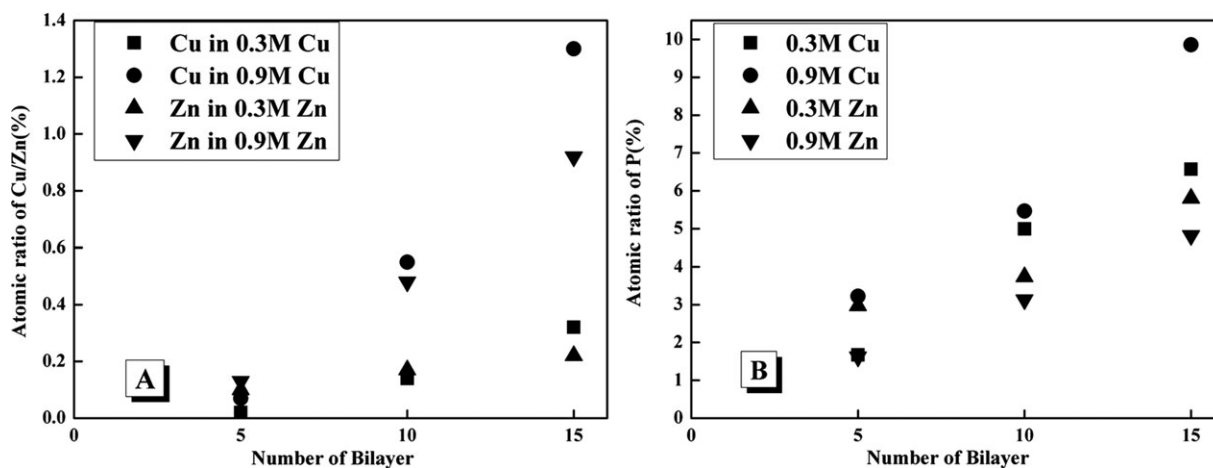 Atomic ratio of Cu/Zn(%)
1.4
1.2
1.0
0.8
0.6
0.4
0.2
0.0
Cu in 0.3M Cu
Cu in 0.9M Cu
Zn in 0.3M Zn
Zn in 0.9M Zn
A
0 5 10 15
Number of Bilayer
Atomic ratio of P(%)
10
9
8
7
6
5
4
3
2
1
0
0.3M Cu
0.9M Cu
0.3M Zn
0.9M Zn
B
0 5 10 15
Number of Bilayer